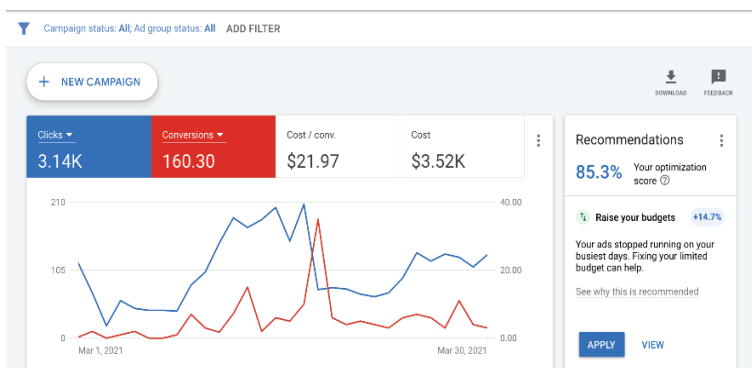 Campaign status: All; Ad group status: All ADD FILTER
+ NEW CAMPAIGN
DOWNLOAD FEEDBACK
Clicks Conversions Cost / conv. Cost
3.14K 160.30 $21.97 $3.52K
210 40.00
105 20.00
0 0.00
Mar 1, 2021 Mar 30, 2021
Recommendations
85.3% Your optimization
score
Raise your budgets +14.7%
Your ads stopped running on your
busiest days. Fixing your limited
budget can help.
See why this is recommended
APPLY VIEW